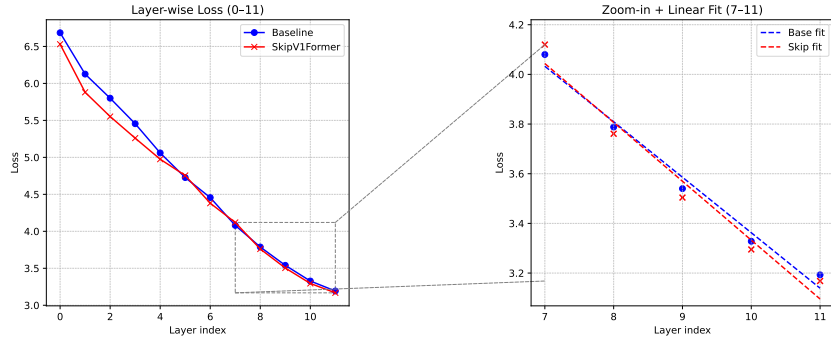 Layer-wise Loss (0–11)
Baseline
SkipV1Former
6.5
6.0
5.5
5.0
4.5
4.0
3.5
3.0
Loss
0
2
4
6
8
10
Layer index
Zoom-in + Linear Fit (7–11)
Base fit
Skip fit
4.2
4.0
3.8
3.6
3.4
3.2
Loss
7
8
9
10
11
Layer index